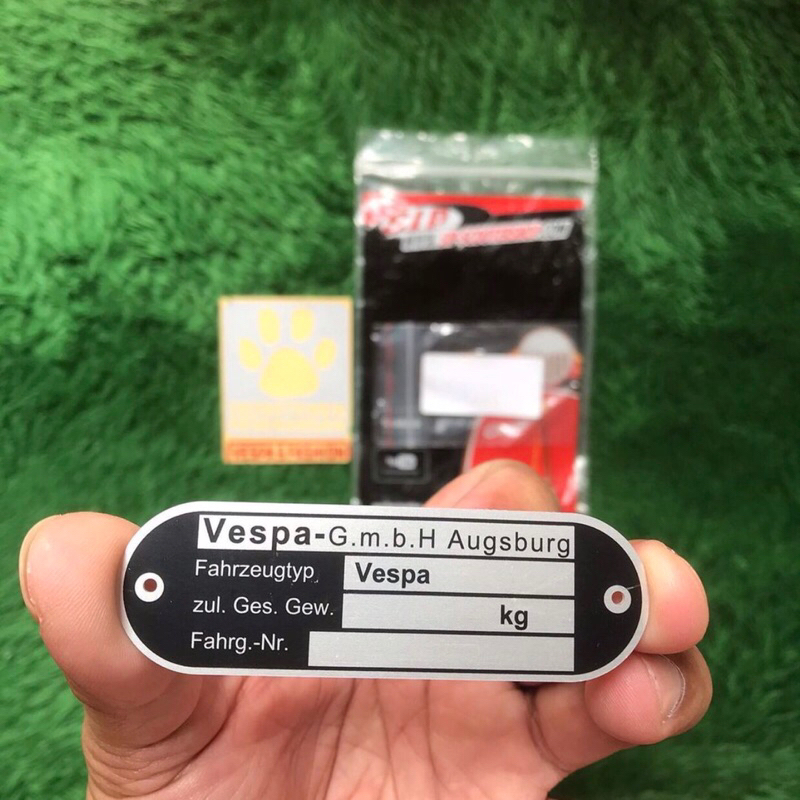 Vespa-G.m.b.H Augsburg
Fahrzeugtyp Vespa
zul. Ges. Gew. kg
Fahrg.-Nr.